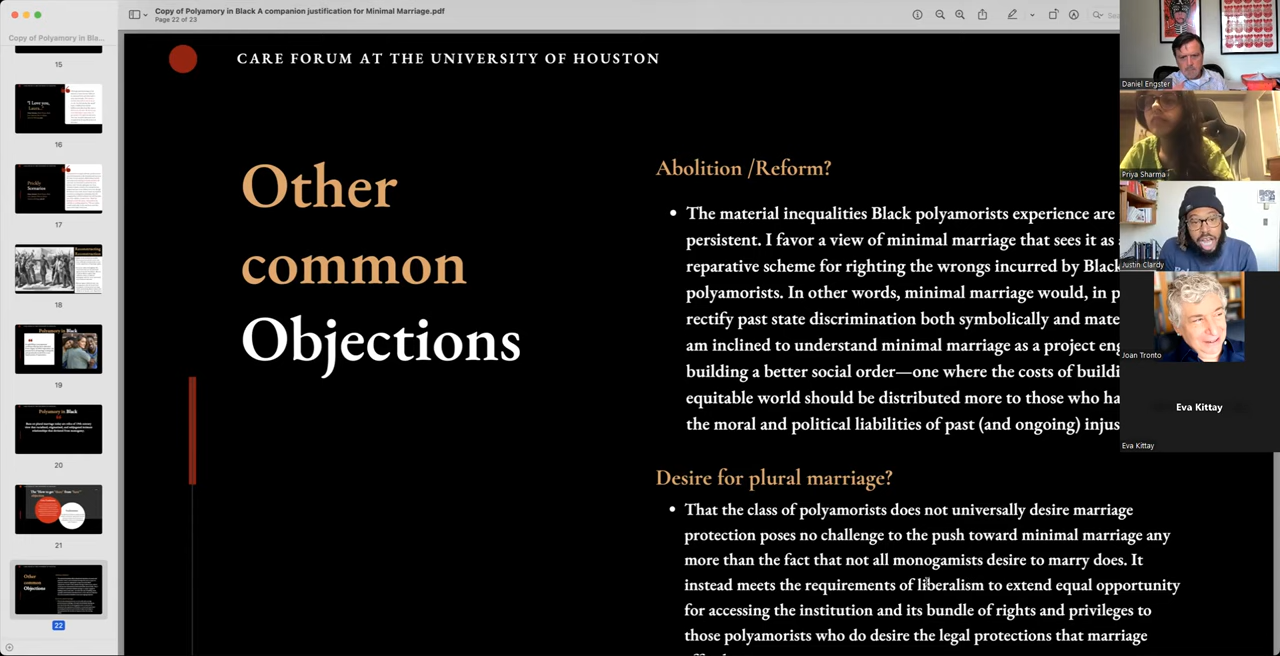 Copy of Polyamory in Black A companion justification for Minimal Marriage.pdf
Page 22 of 23
Copy of Polyamory in Bla...
15
16
17
18
19
20
21
22
CARE FORUM AT THE UNIVERSITY OF HOUSTON
Other
common
Objections
Abolition /Reform?
• The material inequalities Black polyamorists experience are
persistent. I favor a view of minimal marriage that sees it as
reparative scheme for righting the wrongs incurred by Black
polyamorists. In other words, minimal marriage would, in p
rectify past state discrimination both symbolically and mate
am inclined to understand minimal marriage as a project eng
building a better social order—one where the costs of buildi
equitable world should be distributed more to those who ha
the moral and political liabilities of past (and ongoing) injus
Desire for plural marriage?
• That the class of polyamorists does not universally desire marriage
protection poses no challenge to the push toward minimal marriage any
more than the fact that not all monoganists desire to marry does. It
instead meets the requirements of liberalism to extend equal opportunity
for accessing the institution and its bundle of rights and privileges to
those polyamorists who do desire the legal protections that marriage
Daniel Engster
Priya Sharma
Justin Clardy
Joan Tronto
Eva Kittay
Eva Kittay